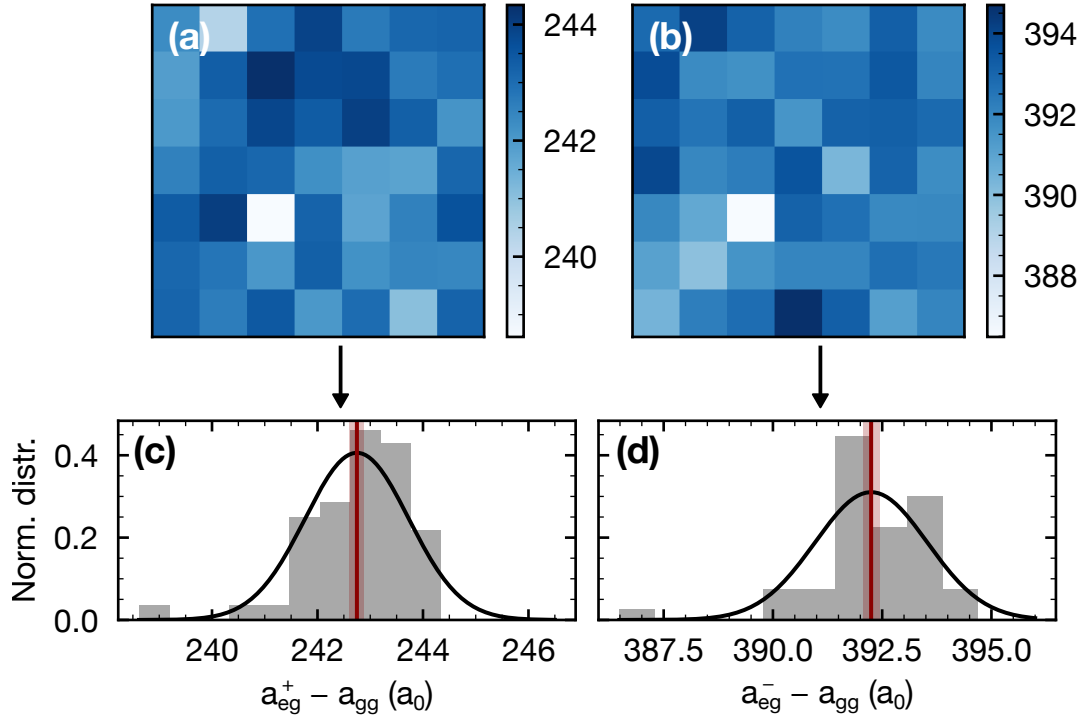 (a)
244
242
240
(b)
394
392
390
388
(c)
Norm. distr.
0.4
0.2
0.0
240 242 244 246
a⁺eg − agg (a0)
(d)
387.5 390.0 392.5 395.0
a⁻eg − agg (a0)